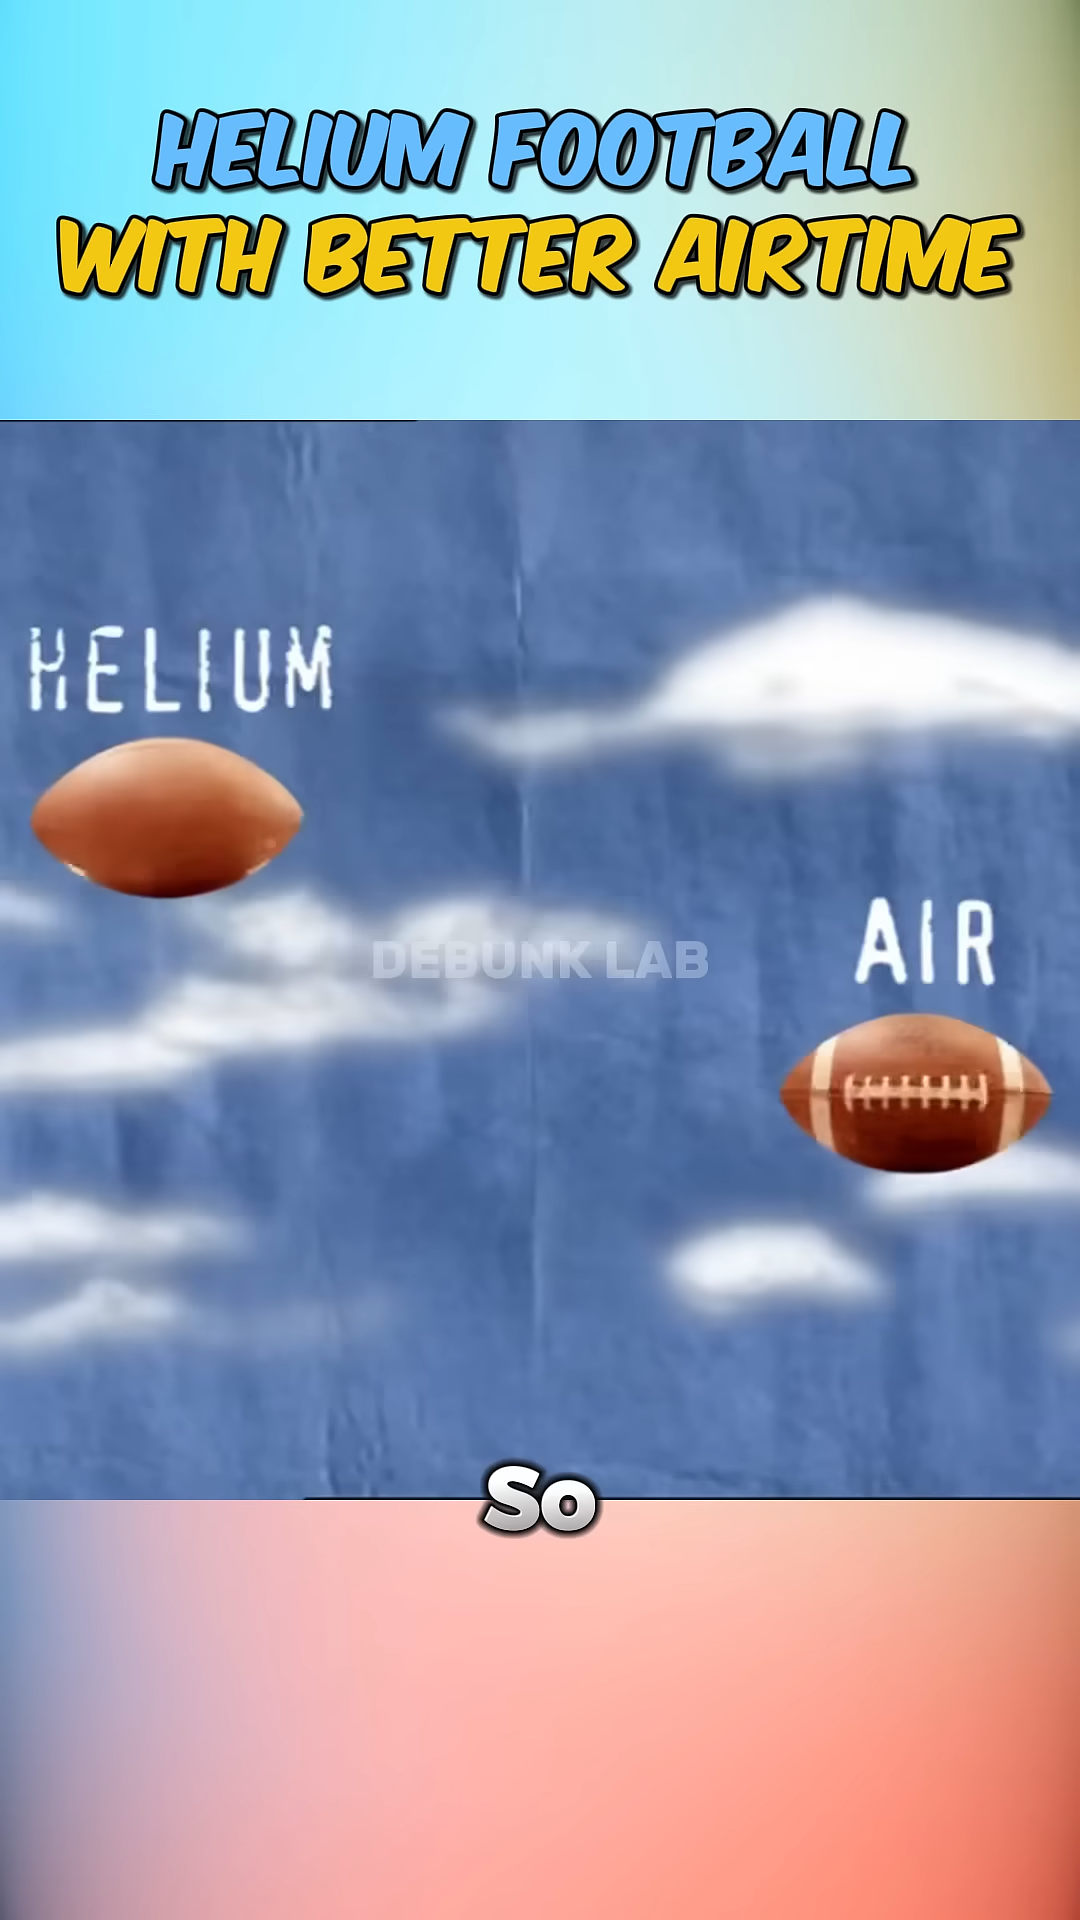 HELIUM FOOTBALL
WITH BETTER AIRTIME
HELIUM
AIR
DEBUNK LAB
So